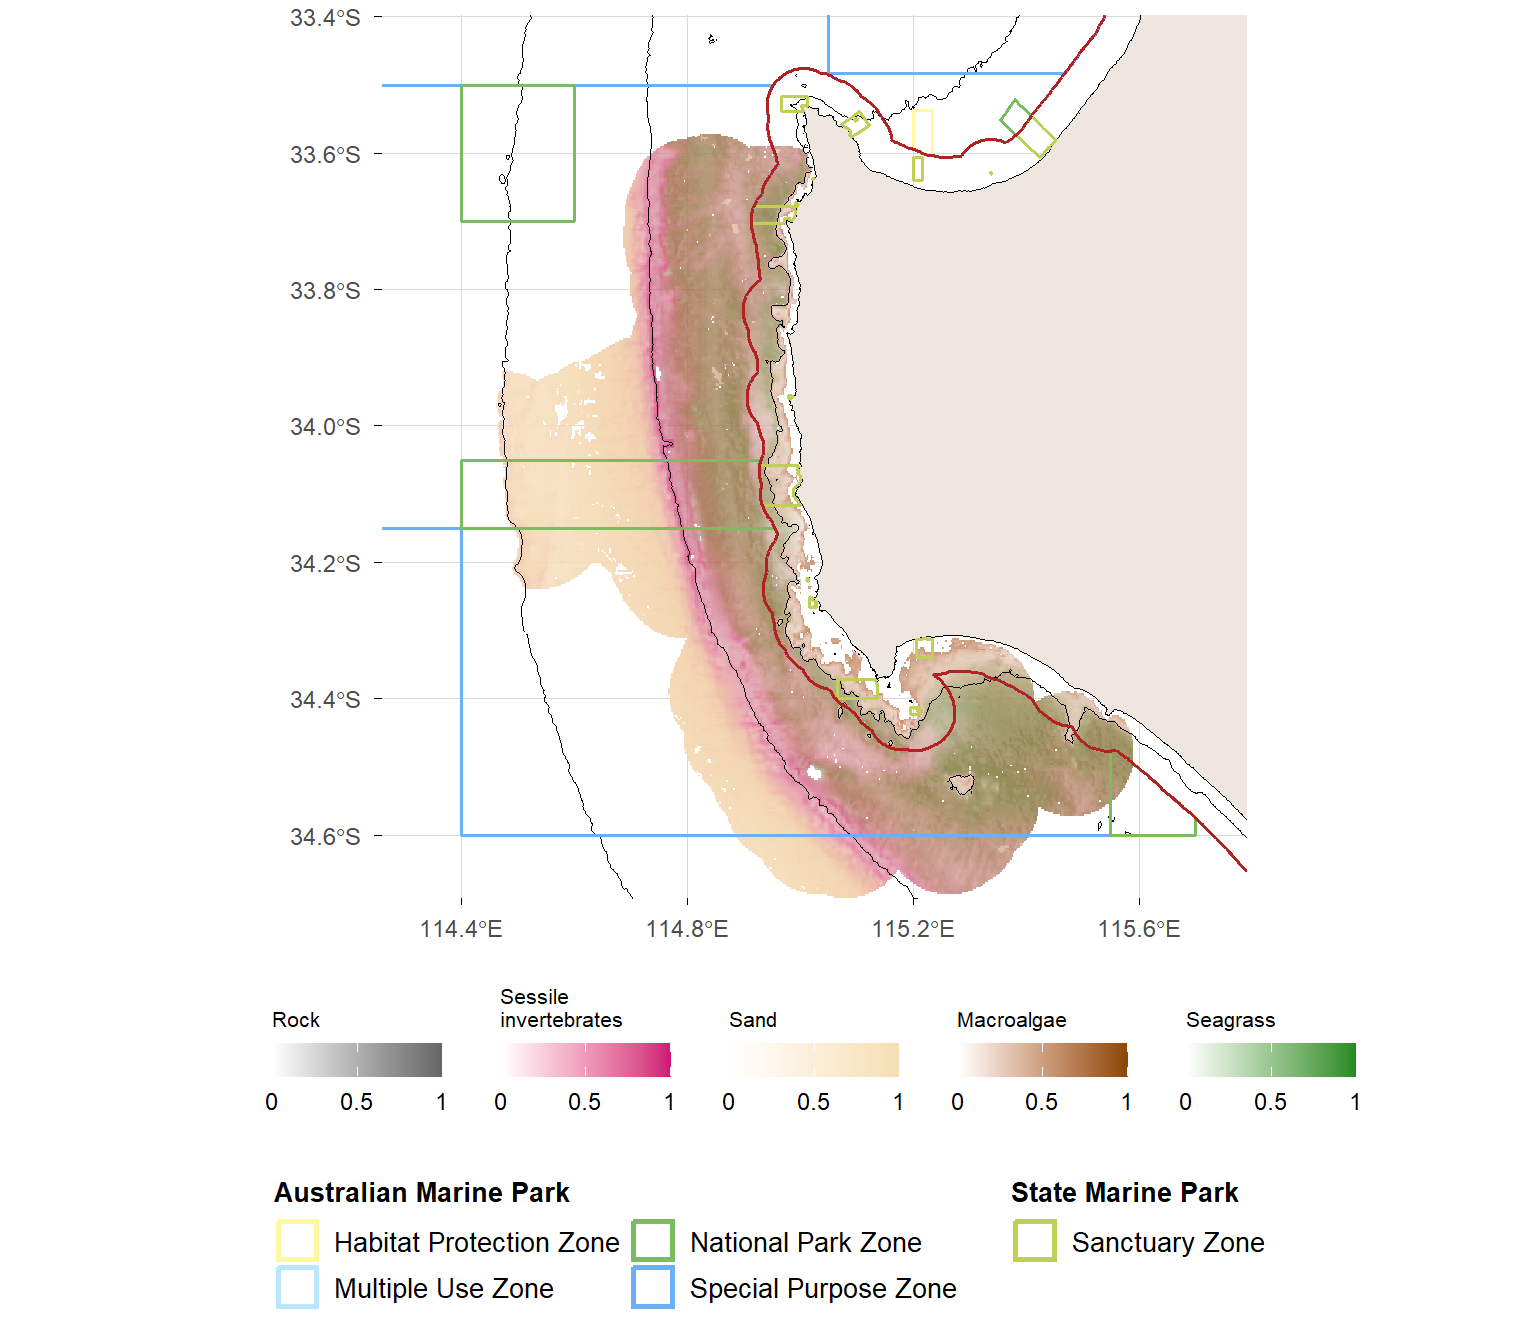 33.4°S
33.6°S
33.8°S
34.0°S
34.2°S
34.4°S
34.6°S
114.4°E 114.8°E 115.2°E 115.6°E
Rock
0 0.5 1
Sessile
invertebrates
0 0.5 1
Sand
0 0.5 1
Macroalgae
0 0.5 1
Seagrass
0 0.5 1
Australian Marine Park
Habitat Protection Zone
National Park Zone
Multiple Use Zone
Special Purpose Zone
State Marine Park
Sanctuary Zone